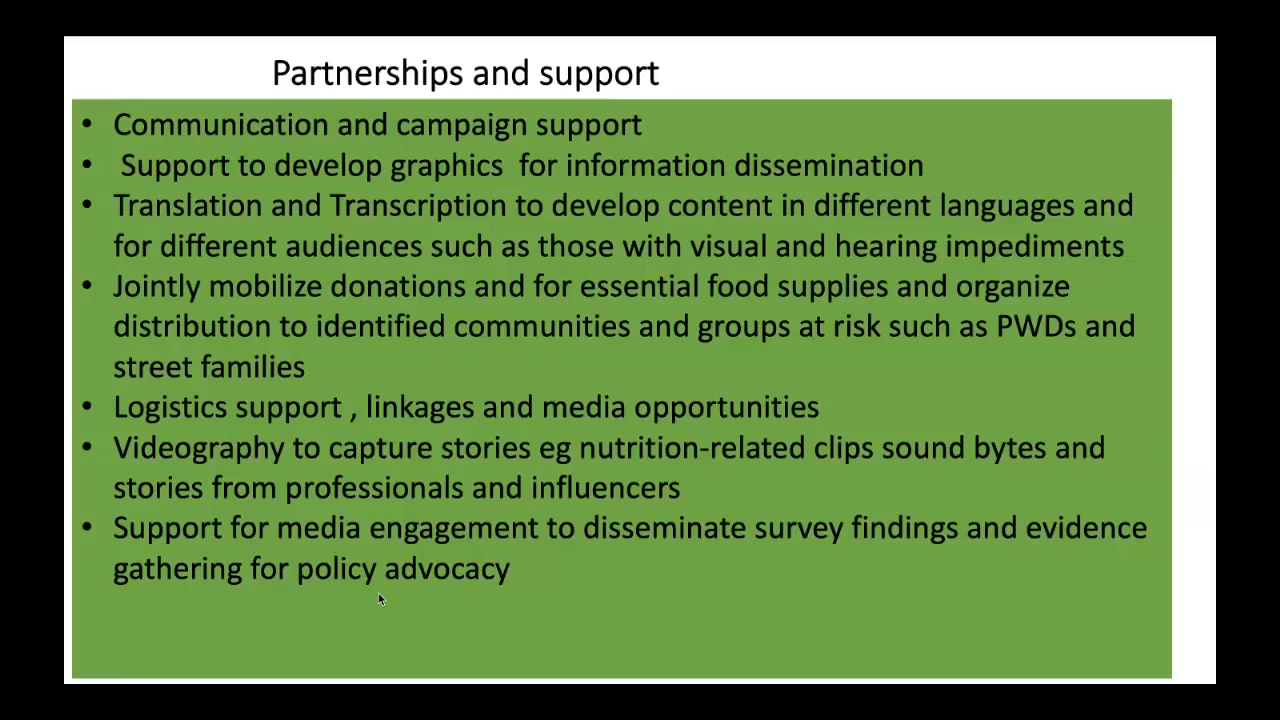 Partnerships and support
• Communication and campaign support
• Support to develop graphics for information dissemination
• Translation and Transcription to develop content in different languages and
for different audiences such as those with visual and hearing impediments
• Jointly mobilize donations and for essential food supplies and organize
distribution to identified communities and groups at risk such as PWDs and
street families
• Logistics support , linkages and media opportunities
• Videography to capture stories eg nutrition-related clips sound bytes and
stories from professionals and influencers
• Support for media engagement to disseminate survey findings and evidence
gathering for policy advocacy